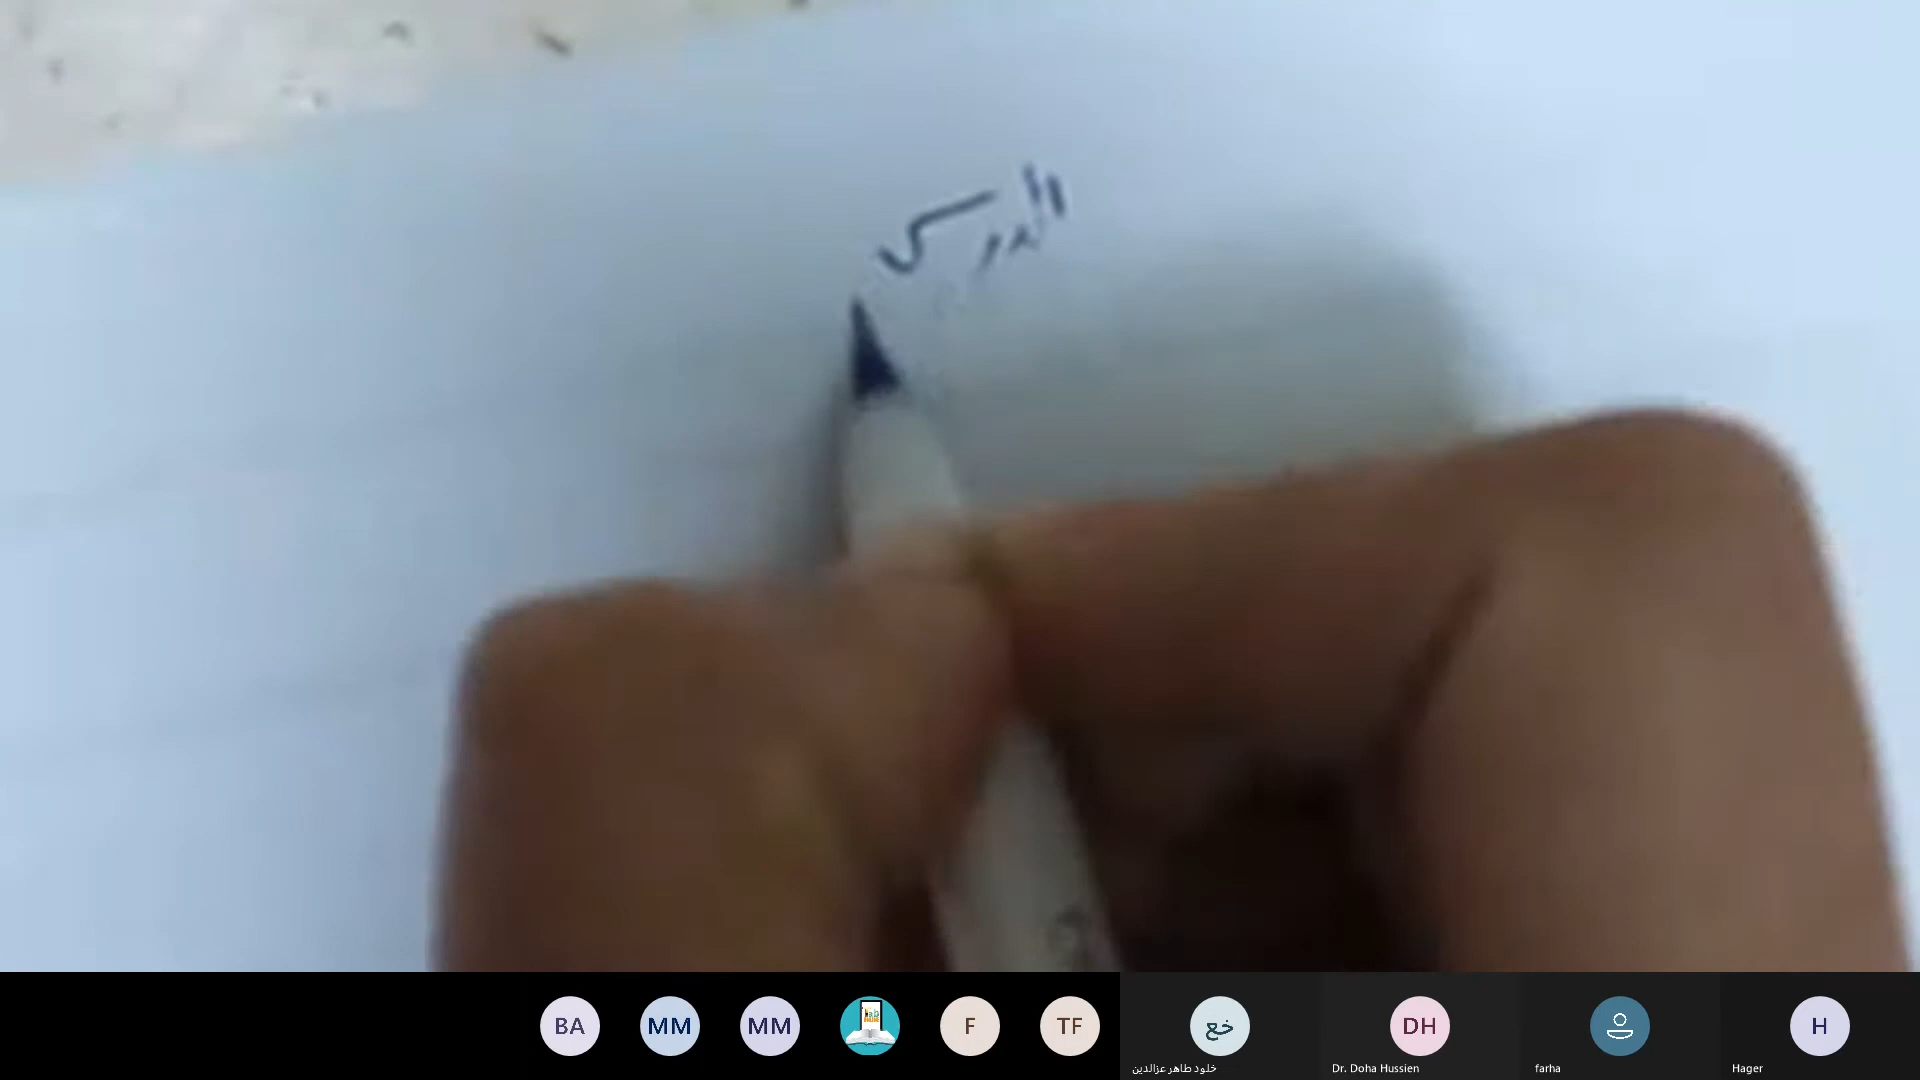 الدرس
BA
MM
MM
F
TF
خع
DH
H
خلود طاهر عزالدين
Dr. Doha Hussien
farha
Hager